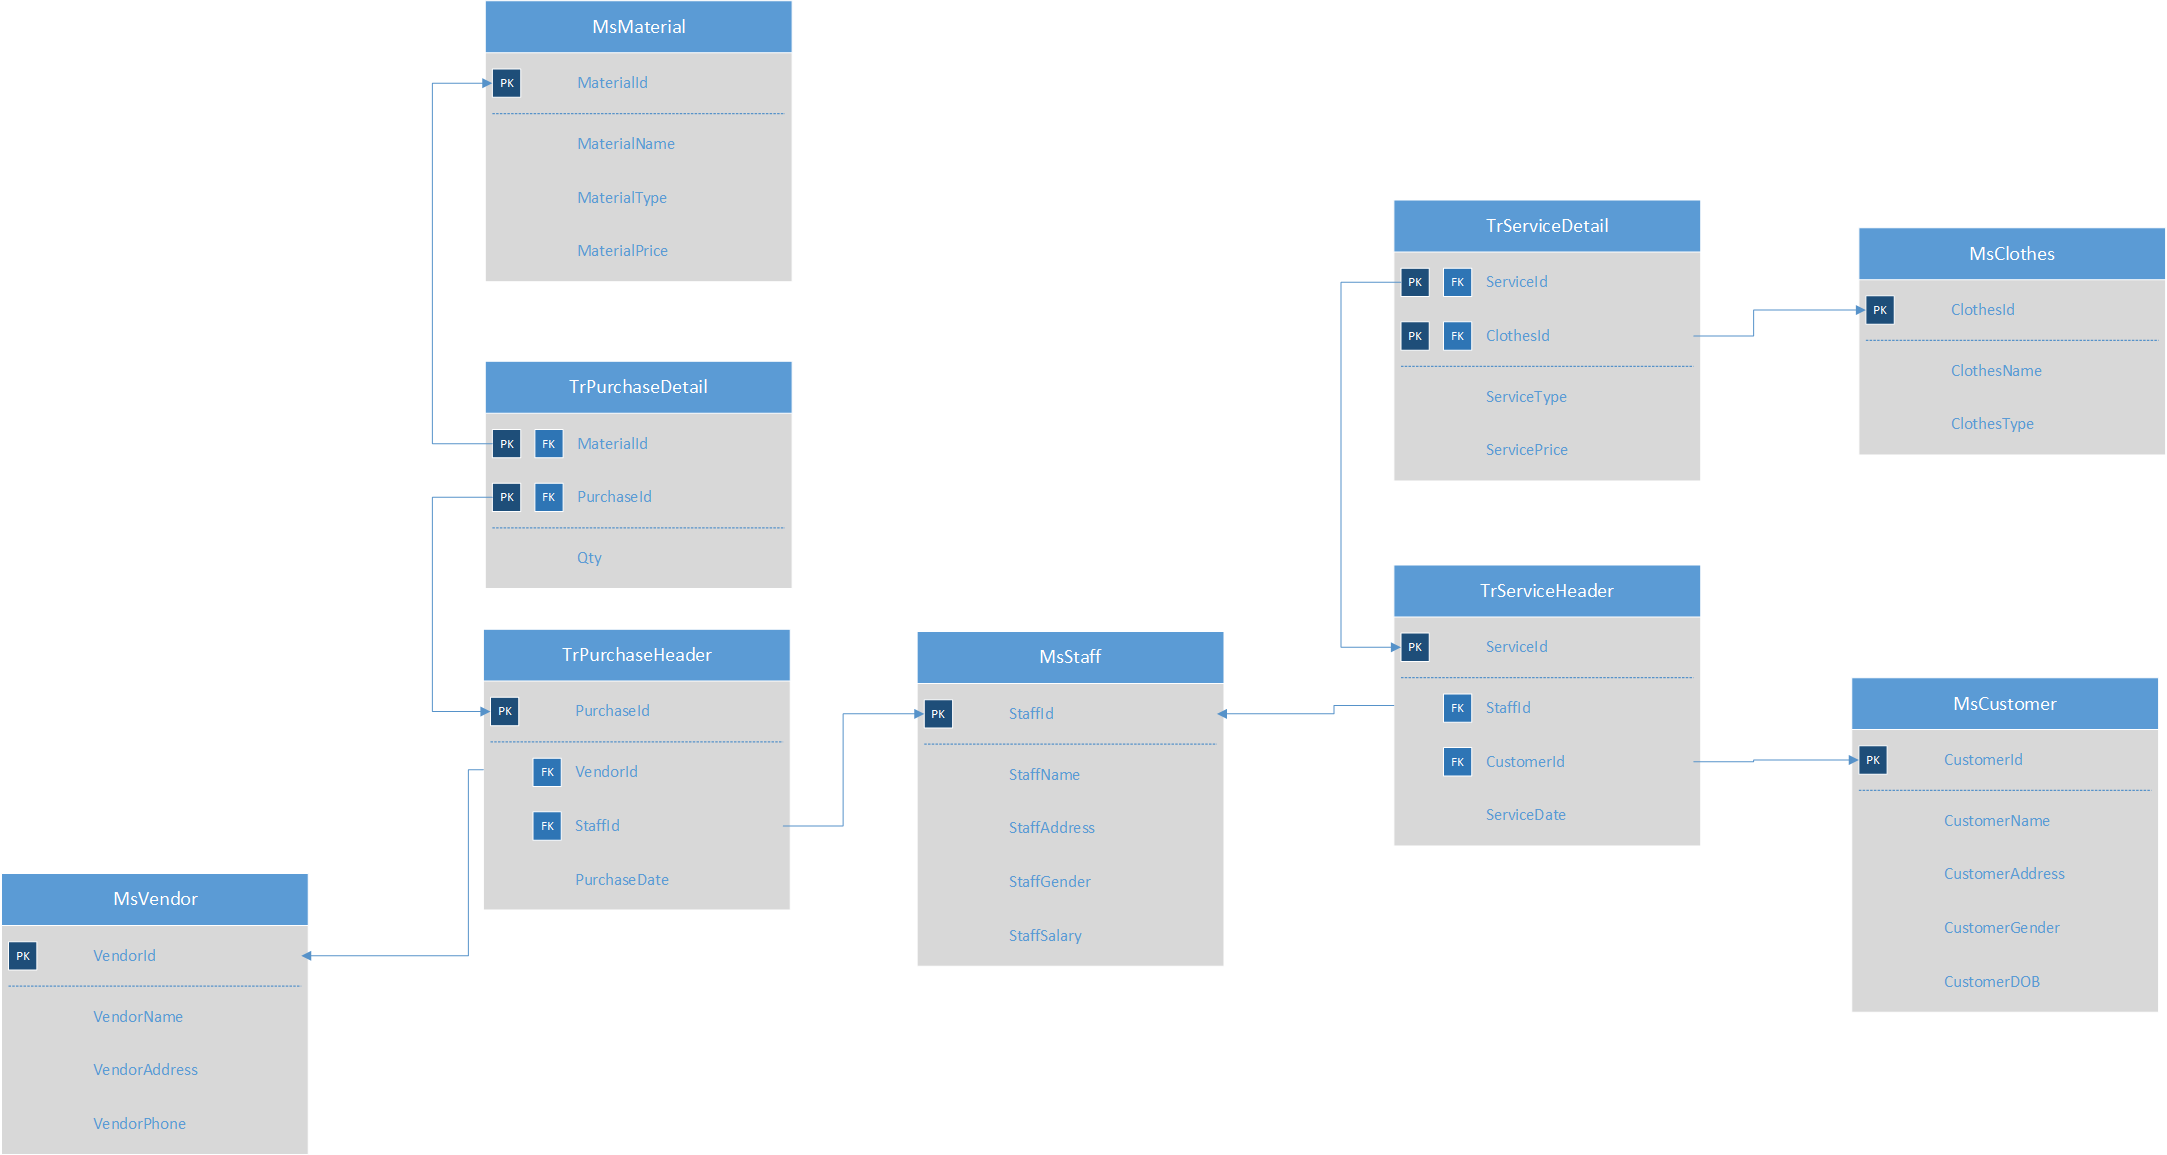 MsMaterial
PK MaterialId
MaterialName
MaterialType
MaterialPrice
TrPurchaseDetail
PK FK MaterialId
PK FK PurchaseId
Qty
TrPurchaseHeader
PK PurchaseId
FK VendorId
FK StaffId
PurchaseDate
MsVendor
PK VendorId
VendorName
VendorAddress
VendorPhone
MsStaff
PK StaffId
StaffName
StaffAddress
StaffGender
StaffSalary
TrServiceDetail
PK FK ServiceId
PK FK ClothesId
ServiceType
ServicePrice
TrServiceHeader
PK ServiceId
FK StaffId
FK CustomerId
ServiceDate
MsClothes
PK ClothesId
ClothesName
ClothesType
MsCustomer
PK CustomerId
CustomerName
CustomerAddress
CustomerGender
CustomerDOB